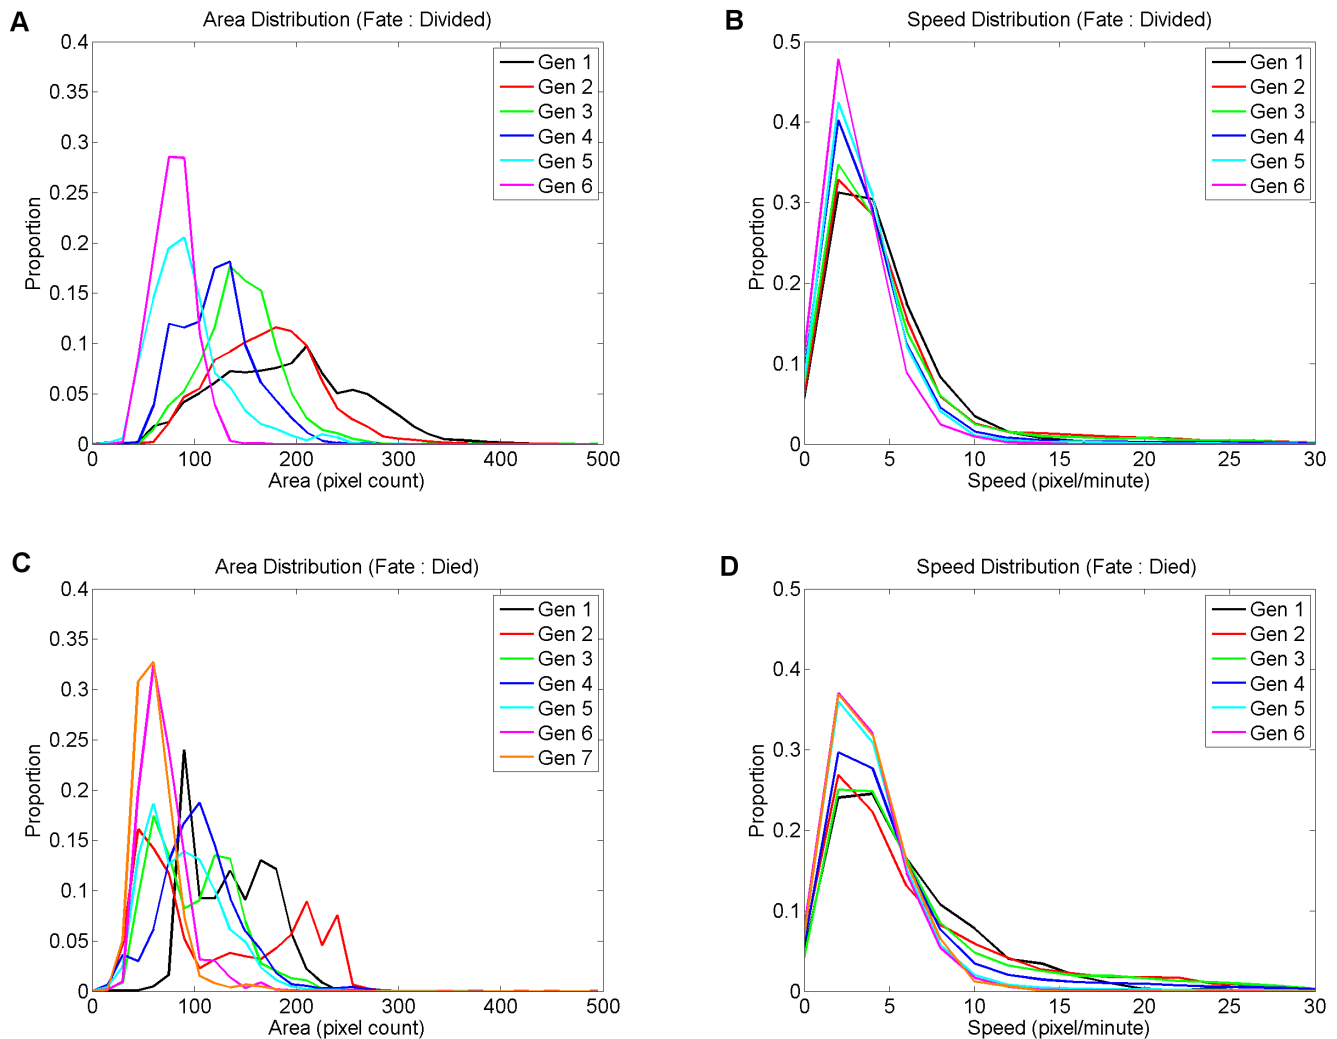 A
Area Distribution (Fate : Divided)
0.4
0.35
0.3
0.25
0.2
0.15
0.1
0.05
0
Proportion
Gen 1
Gen 2
Gen 3
Gen 4
Gen 5
Gen 6
0 100 200 300 400 500
Area (pixel count)
B
Speed Distribution (Fate : Divided)
0.5
0.4
0.3
0.2
0.1
0
Proportion
Gen 1
Gen 2
Gen 3
Gen 4
Gen 5
Gen 6
0 5 10 15 20 25 30
Speed (pixel/minute)
C
Area Distribution (Fate : Died)
0.4
0.35
0.3
0.25
0.2
0.15
0.1
0.05
0
Proportion
Gen 1
Gen 2
Gen 3
Gen 4
Gen 5
Gen 6
Gen 7
0 100 200 300 400 500
Area (pixel count)
D
Speed Distribution (Fate : Died)
0.5
0.4
0.3
0.2
0.1
0
Proportion
Gen 1
Gen 2
Gen 3
Gen 4
Gen 5
Gen 6
0 5 10 15 20 25 30
Speed (pixel/minute)